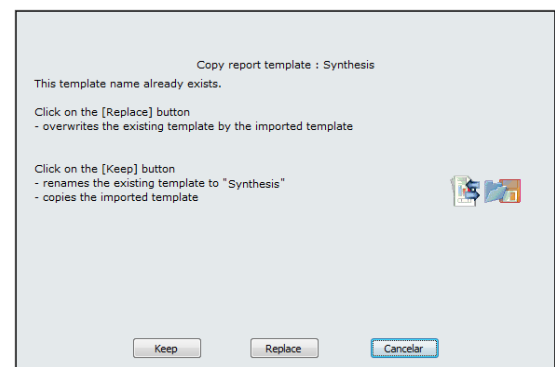 Copy report template : Synthesis
This template name already exists.
Click on the [Replace] button
- overwrites the existing template by the imported template
Click on the [Keep] button
- renames the existing template to "Synthesis"
- copies the imported template
Keep Replace Cancelar